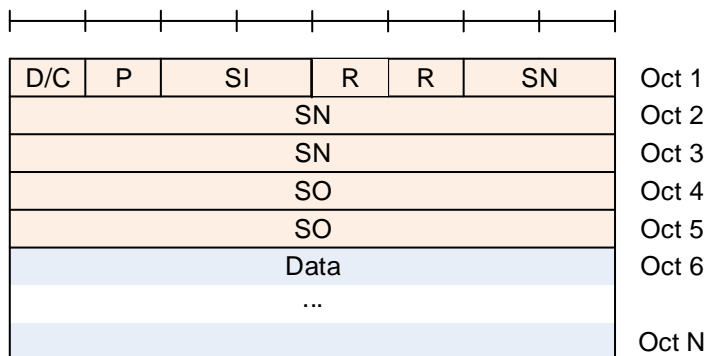 D/C P SI R R SN Oct 1
SN Oct 2
SN Oct 3
SO Oct 4
SO Oct 5
Data Oct 6
...
Oct N